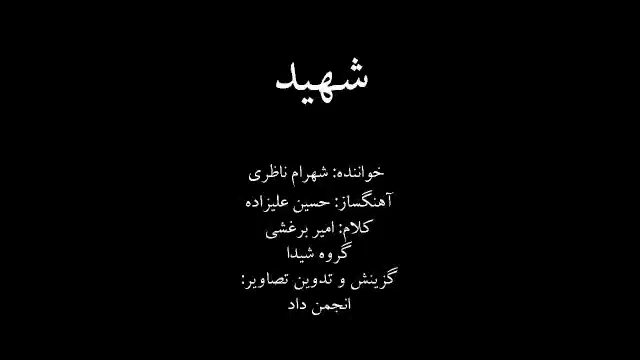 شهید
خواننده: شهرام ناظری
آهنگساز: حسین علیزاده
کلام: امیر برغشی
گروه شیدا
گزینش و تدوین تصاویر:
انجمن داد